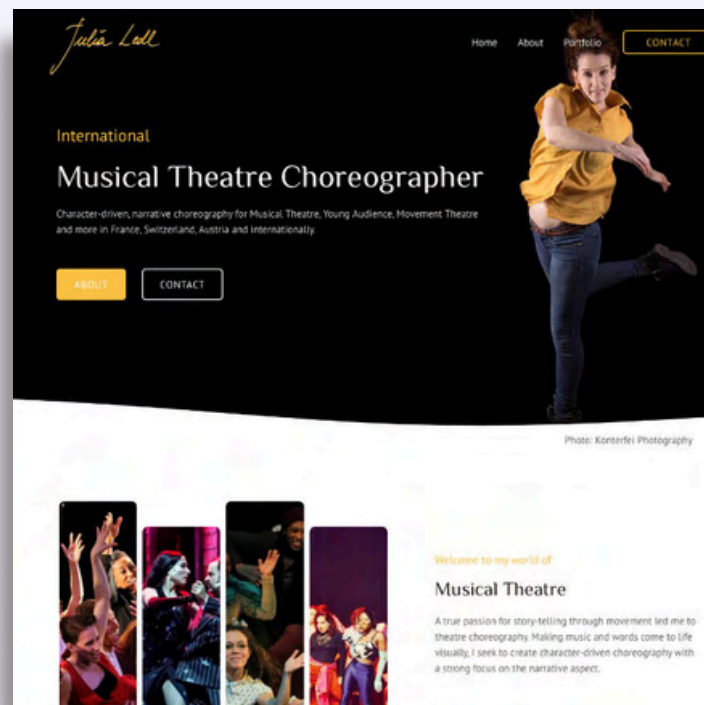 Julia Ledl
Home About Portfolio CONTACT
International
Musical Theatre Choreographer
Character-driven, narrative choreography for Musical Theatre, Young Audience, Movement Theatre
and more in France, Switzerland, Austria and internationally.
ABOUT CONTACT
Photo: Konterfei Photography
Welcome to my world of
Musical Theatre
A true passion for story-telling through movement led me to
theatre choreography. Making music and words come to life
visually, I seek to create character-driven choreography with
a strong focus on the narrative aspect.